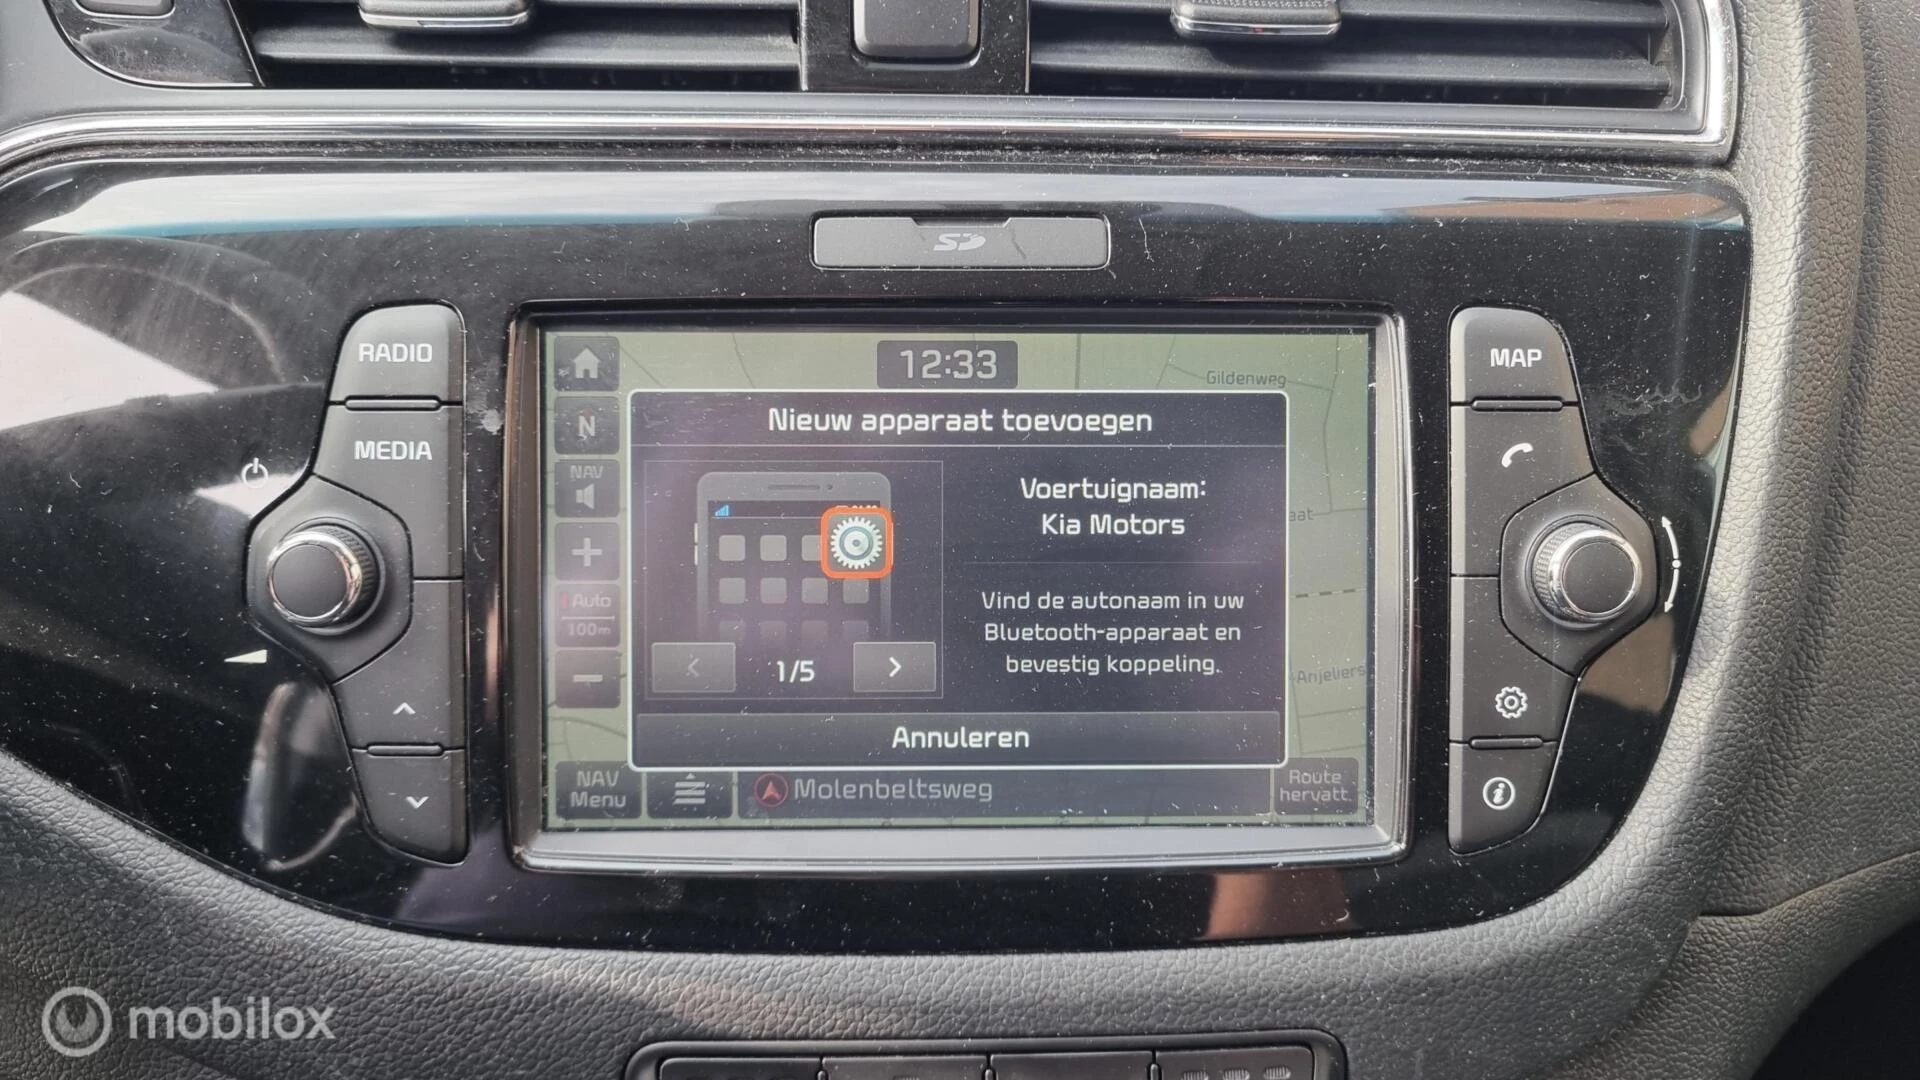 SD
RADIO
MEDIA
MAP
12:33
Gildenweg
N
NAV
Nieuw apparaat toevoegen
Voertuignaam:
Kia Motors
Vind de autonaam in uw
Bluetooth-apparaat en
bevestig koppeling.
1/5
Annuleren
Auto
100m
aat
Anjeliers
NAV
Menu
Molenbeltsweg
Route
hervatt.
mobilox